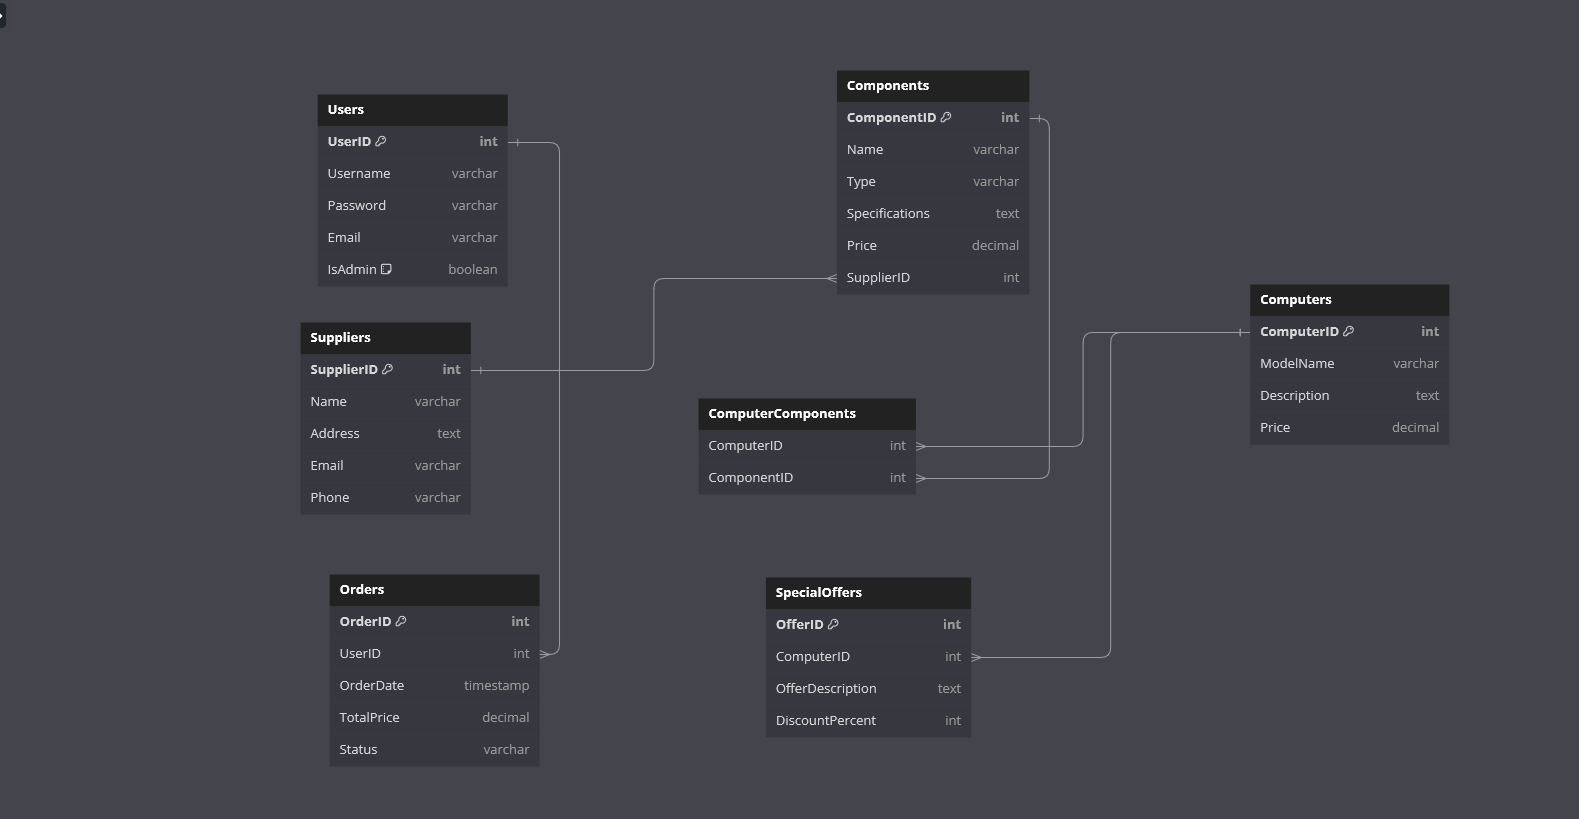 Users
UserID int
Username varchar
Password varchar
Email varchar
IsAdmin boolean
Suppliers
SupplierID int
Name varchar
Address text
Email varchar
Phone varchar
Orders
OrderID int
UserID int
OrderDate timestamp
TotalPrice decimal
Status varchar
Components
ComponentID int
Name varchar
Type varchar
Specifications text
Price decimal
SupplierID int
ComputerComponents
ComputerID int
ComponentID int
SpecialOffers
OfferID int
ComputerID int
OfferDescription text
DiscountPercent int
Computers
ComputerID int
ModelName varchar
Description text
Price decimal